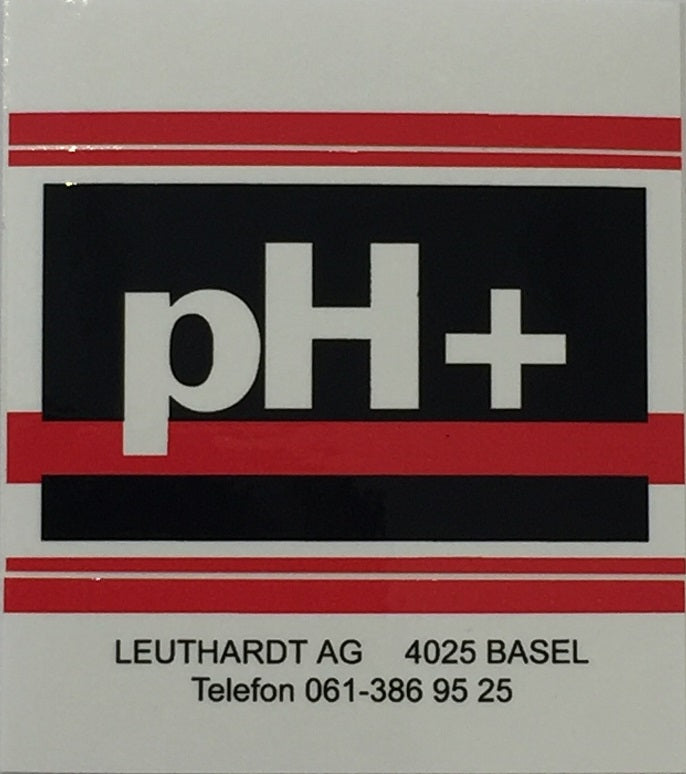 pH+
LEUTHARDT AG 4025 BASEL
Telefon 061-386 95 25